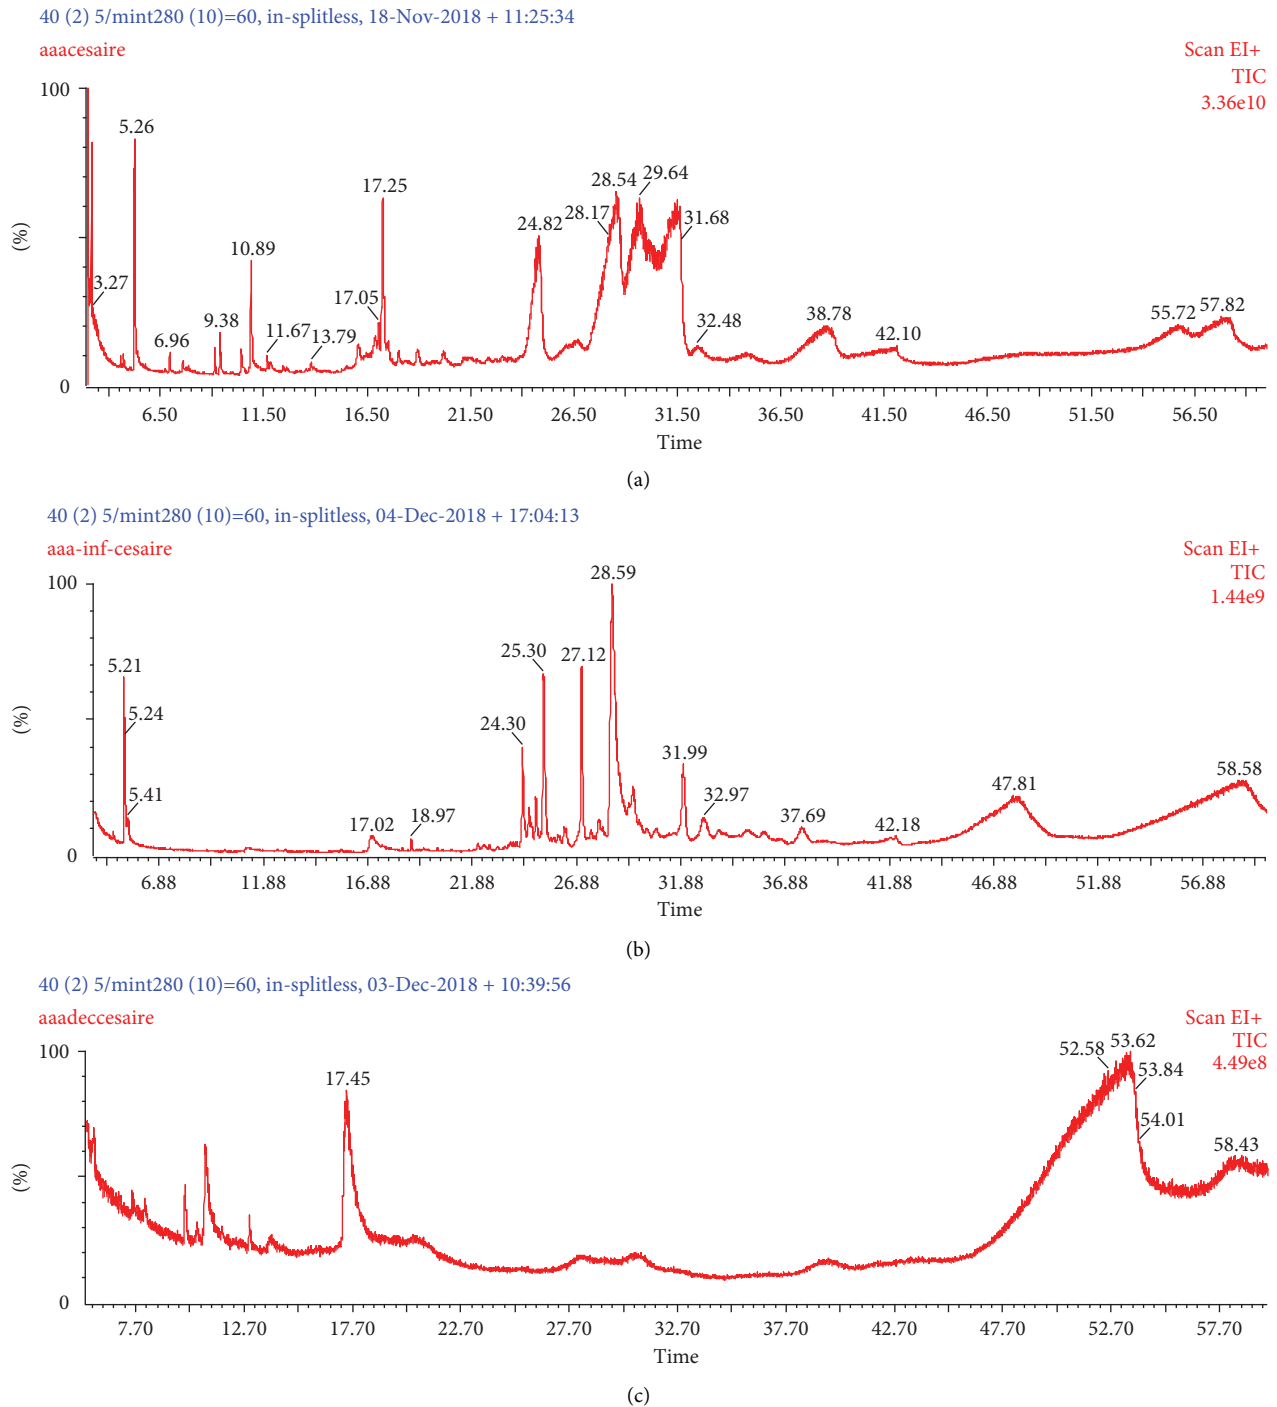 40 (2) 5/mint280 (10)=60, in-splitless, 18-Nov-2018 + 11:25:34
aaacesaire
Scan EI+
TIC
3.36e10
100
(%)
0
3.27
5.26
6.96
9.38
10.89
11.67
13.79
17.05
17.25
24.82
28.17
28.54
29.64
31.68
32.48
38.78
42.10
55.72
57.82
6.50 11.50 16.50 21.50 26.50 31.50 36.50 41.50 46.50 51.50 56.50
Time
(a)
40 (2) 5/mint280 (10)=60, in-splitless, 04-Dec-2018 + 17:04:13
aaa-inf-cesaire
Scan EI+
TIC
1.44e9
100
(%)
0
5.21
5.24
5.41
17.02
18.97
24.30
25.30
27.12
28.59
31.99
32.97
37.69
42.18
47.81
58.58
6.88 11.88 16.88 21.88 26.88 31.88 36.88 41.88 46.88 51.88 56.88
Time
(b)
40 (2) 5/mint280 (10)=60, in-splitless, 03-Dec-2018 + 10:39:56
aaadeccesaire
Scan EI+
TIC
4.49e8
100
(%)
0
17.45
52.58
53.62
53.84
54.01
58.43
7.70 12.70 17.70 22.70 27.70 32.70 37.70 42.70 47.70 52.70 57.70
Time
(c)